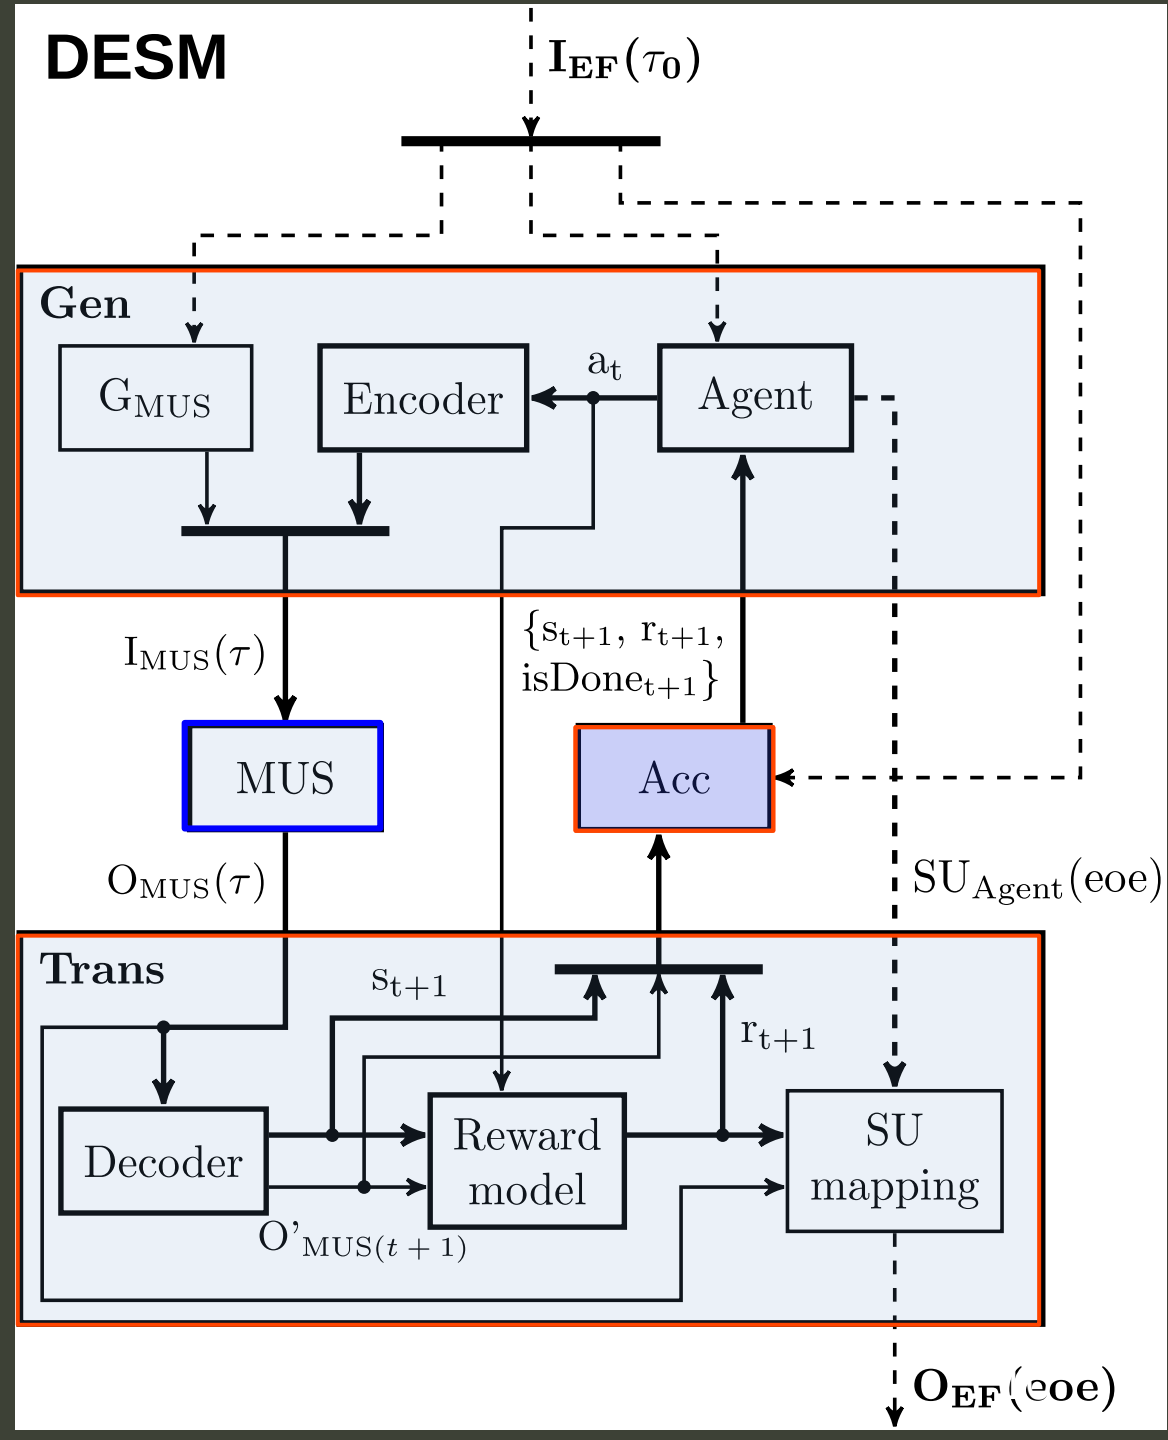 DESM
I_EF(τ_0)
Gen
G_MUS
Encoder
a_t
Agent
I_MUS(τ)
{s_t+1, r_t+1,
isDone_t+1}
MUS
Acc
O_MUS(τ)
SU_Agent(eoe)
Trans
s_t+1
r_t+1
Decoder
Reward
model
SU
mapping
O'_MUS(t + 1)
O_EF(eoe)